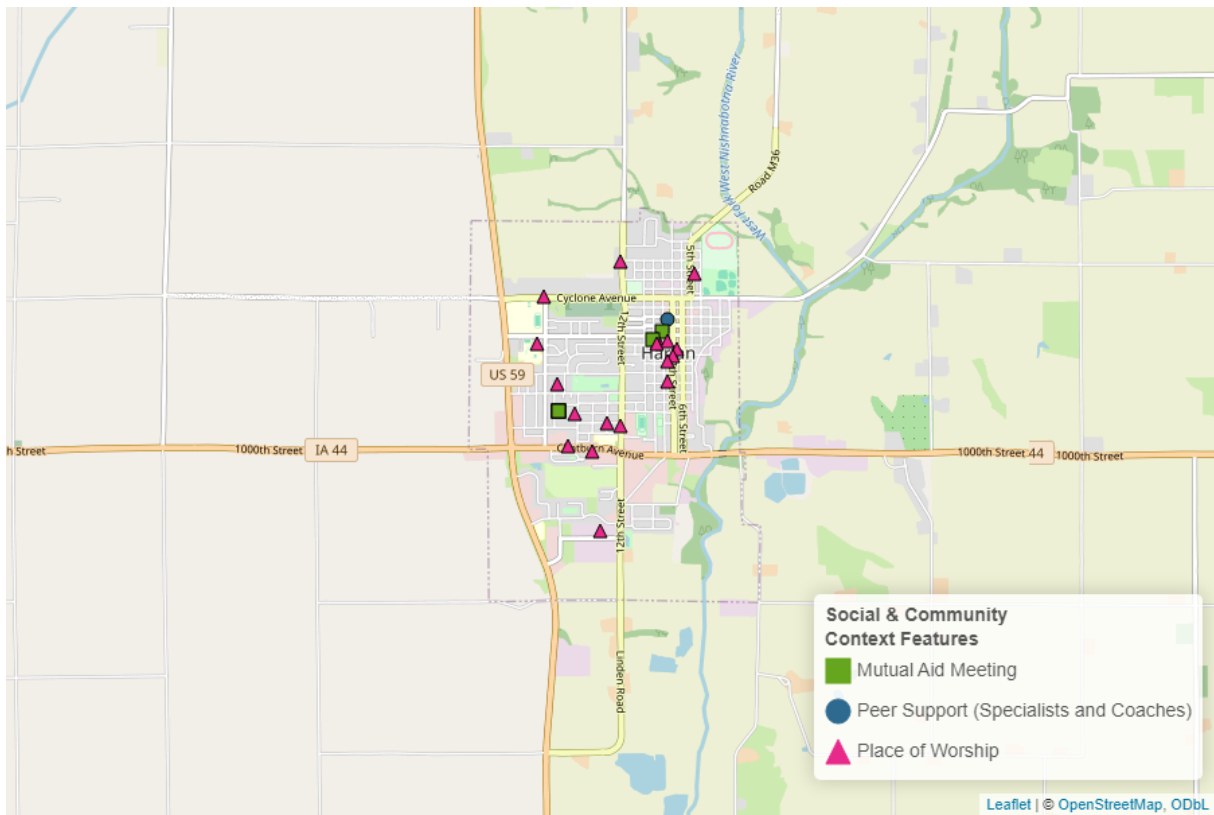 West Fork West Nishnabotna River
Road M36
5th Street
Cyclone Avenue
12th Street
US 59
6th Street
1000th Street
IA 44
Avenue
1000th Street
44
1000th Street
12th Street
Linden Road
Social & Community
Context Features
Mutual Aid Meeting
Peer Support (Specialists and Coaches)
Place of Worship
Leaflet | © OpenStreetMap, ODbL